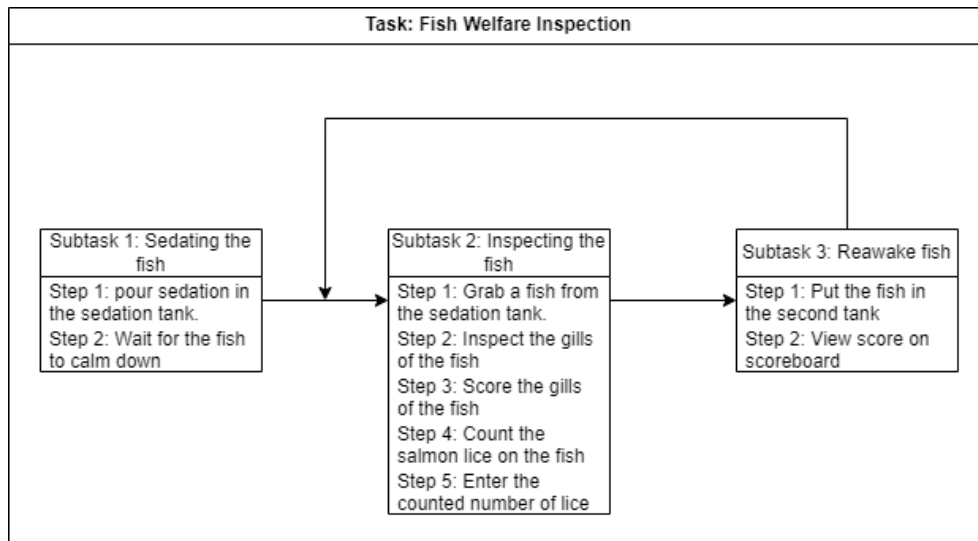 Task: Fish Welfare Inspection
Subtask 1: Sedating the
fish
Step 1: pour sedation in
the sedation tank.
Step 2: Wait for the fish
to calm down
Subtask 2: Inspecting the
fish
Step 1: Grab a fish from
the sedation tank.
Step 2: Inspect the gills
of the fish
Step 3: Score the gills
of the fish
Step 4: Count the
salmon lice on the fish
Step 5: Enter the
counted number of lice
Subtask 3: Reawake fish
Step 1: Put the fish in
the second tank
Step 2: View score on
scoreboard